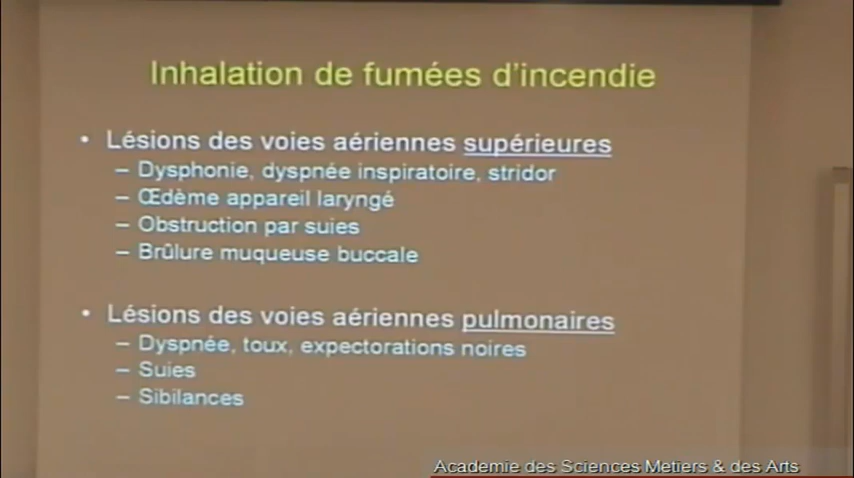 Inhalation de fumées d'incendie
• Lésions des voies aériennes supérieures
– Dysphonie, dyspnée inspiratoire, stridor
– Œdème appareil laryngé
– Obstruction par suies
– Brûlure muqueuse buccale
• Lésions des voies aériennes pulmonaires
– Dyspnée, toux, expectorations noires
– Suies
– Sibilances
Academie des Sciences Metiers & des Arts